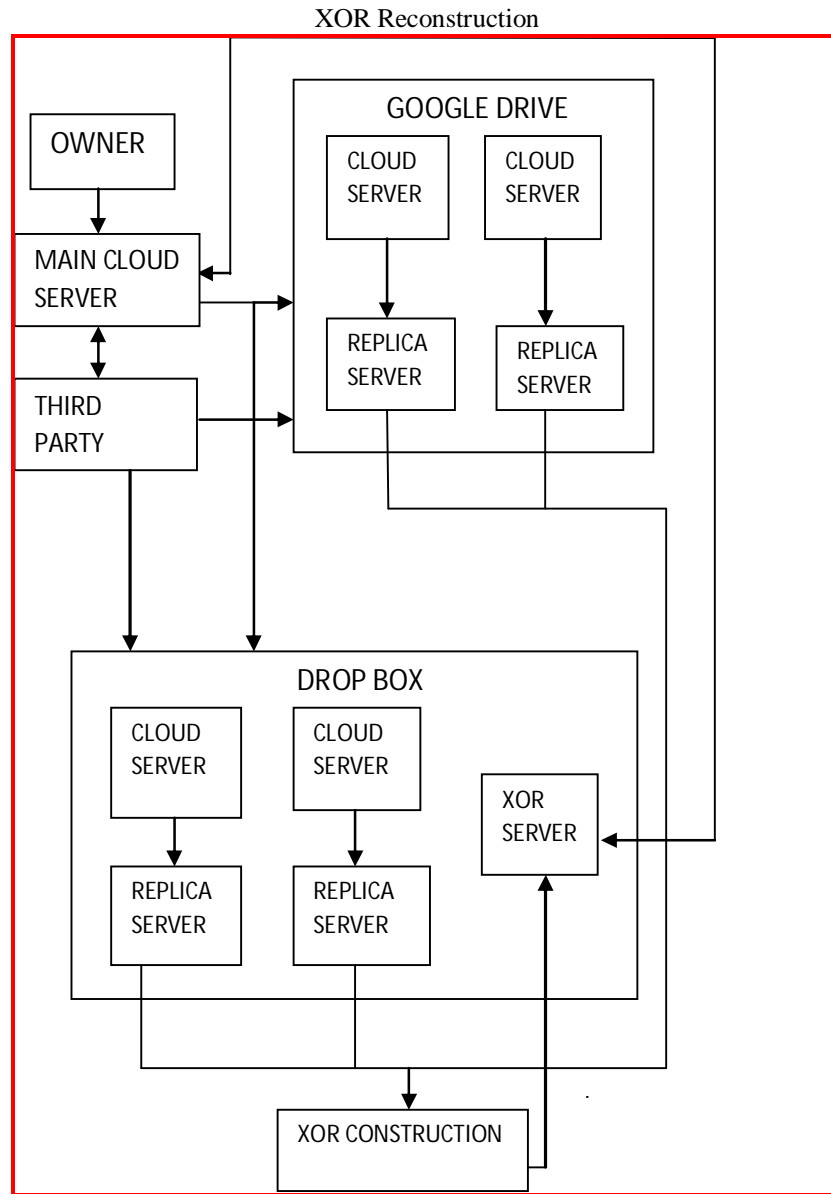 XOR Reconstruction
GOOGLE DRIVE
OWNER
CLOUD
SERVER
CLOUD
SERVER
MAIN CLOUD
SERVER
REPLICA
SERVER
REPLICA
SERVER
THIRD
PARTY
DROP BOX
CLOUD
SERVER
CLOUD
SERVER
XOR
SERVER
REPLICA
SERVER
REPLICA
SERVER
XOR CONSTRUCTION